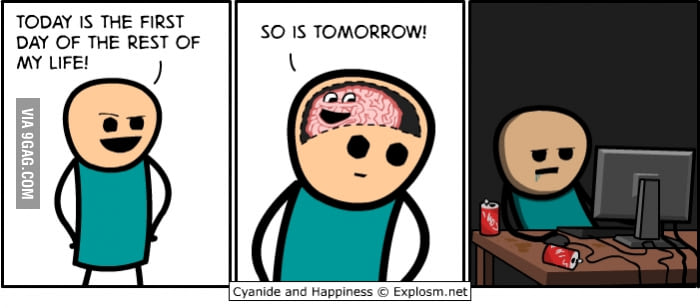 TODAY IS THE FIRST
DAY OF THE REST OF
MY LIFE!
SO IS TOMORROW!
VIA 9GAG.COM
Cyanide and Happiness © Explosm.net